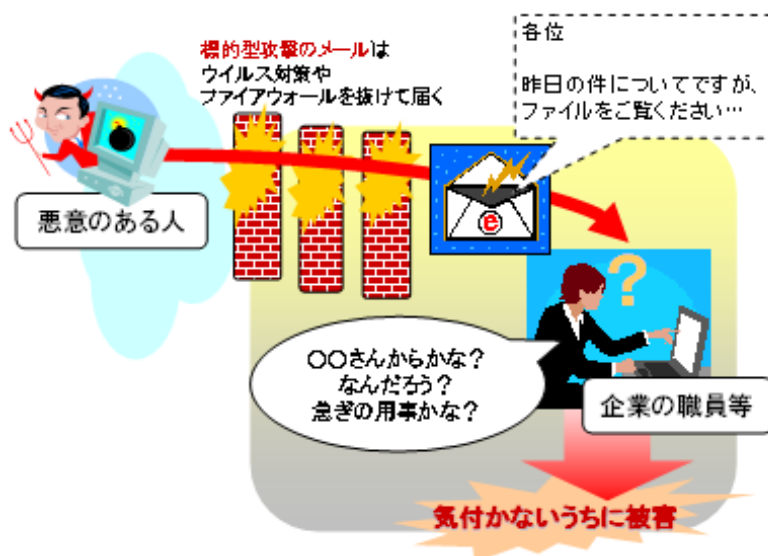 標的型攻撃のメールは
ウイルス対策や
ファイアウォールを抜けて届く
各位
昨日の件についてですが、
ファイルをご覧ください…
悪意のある人
e
?
〇〇さんからかな?
なんだろう?
急ぎの用事かな?
企業の職員等
気付かないうちに被害